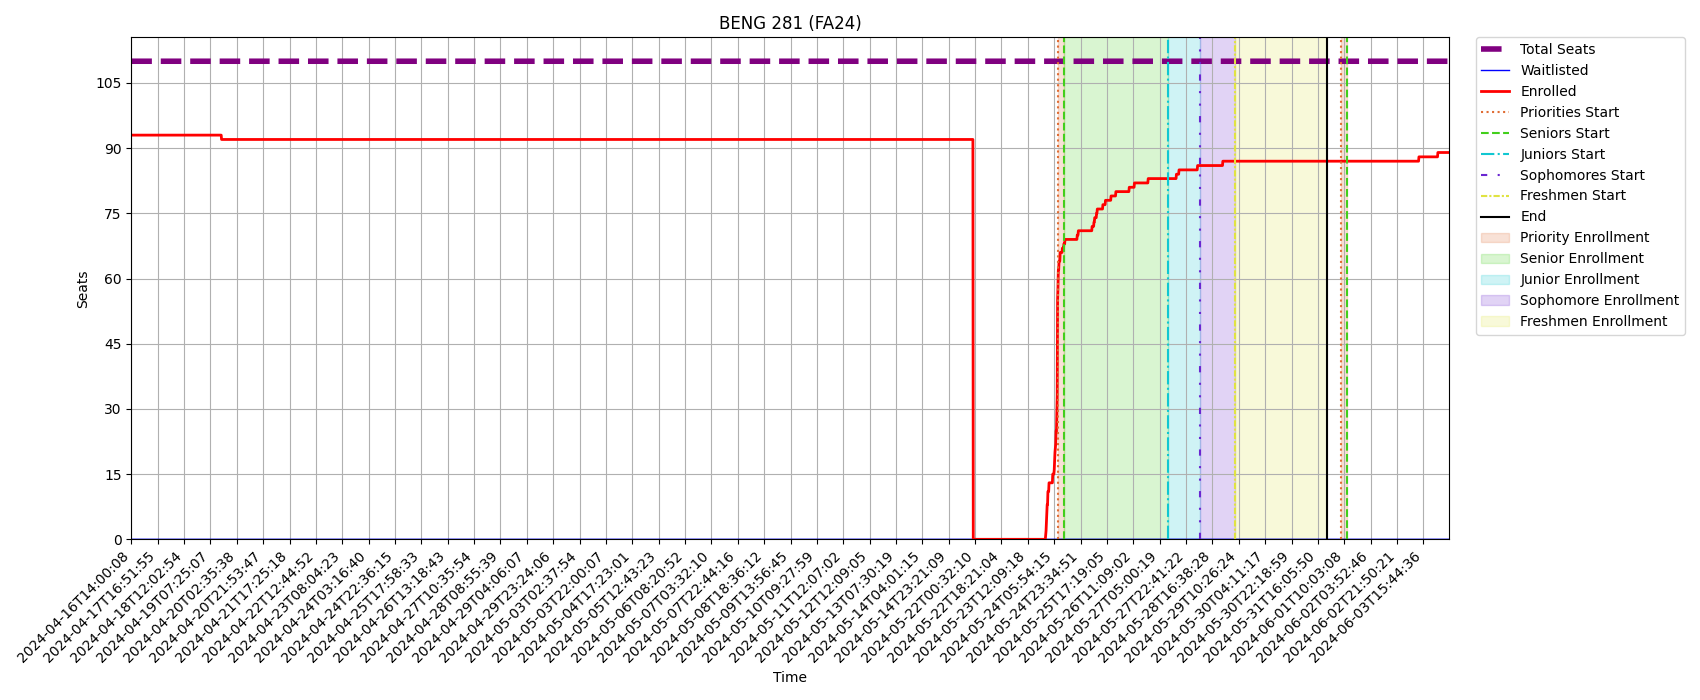 BENG 281 (FA24)
Seats
105
90
75
60
45
30
15
0
2024-04-16T14:00:08
2024-04-17T16:51:55
2024-04-18T12:02:54
2024-04-19T07:25:07
2024-04-20T02:35:38
2024-04-20T21:53:47
2024-04-21T17:25:18
2024-04-22T12:44:52
2024-04-23T08:04:23
2024-04-24T03:16:40
2024-04-24T22:36:15
2024-04-25T17:58:33
2024-04-26T13:18:43
2024-04-27T10:35:54
2024-04-28T08:55:39
2024-04-29T04:06:07
2024-04-29T23:24:06
2024-05-03T02:37:54
2024-05-03T22:00:07
2024-05-04T17:23:01
2024-05-05T12:43:23
2024-05-06T08:20:52
2024-05-07T03:32:10
2024-05-07T22:44:16
2024-05-08T18:36:12
2024-05-09T13:56:45
2024-05-10T09:27:59
2024-05-11T12:07:02
2024-05-12T12:09:05
2024-05-13T07:30:19
2024-05-14T04:01:15
2024-05-14T23:21:09
2024-05-22T00:32:10
2024-05-22T18:21:04
2024-05-23T12:09:18
2024-05-24T05:54:15
2024-05-24T23:34:51
2024-05-25T17:19:05
2024-05-26T11:09:02
2024-05-27T05:00:19
2024-05-27T22:41:22
2024-05-28T16:38:28
2024-05-29T10:26:24
2024-05-30T04:11:17
2024-05-30T22:18:59
2024-05-31T16:05:50
2024-06-01T10:03:08
2024-06-02T03:52:46
2024-06-02T21:50:21
2024-06-03T15:44:36
Time
Total Seats
Waitlisted
Enrolled
Priorities Start
Seniors Start
Juniors Start
Sophomores Start
Freshmen Start
End
Priority Enrollment
Senior Enrollment
Junior Enrollment
Sophomore Enrollment
Freshmen Enrollment